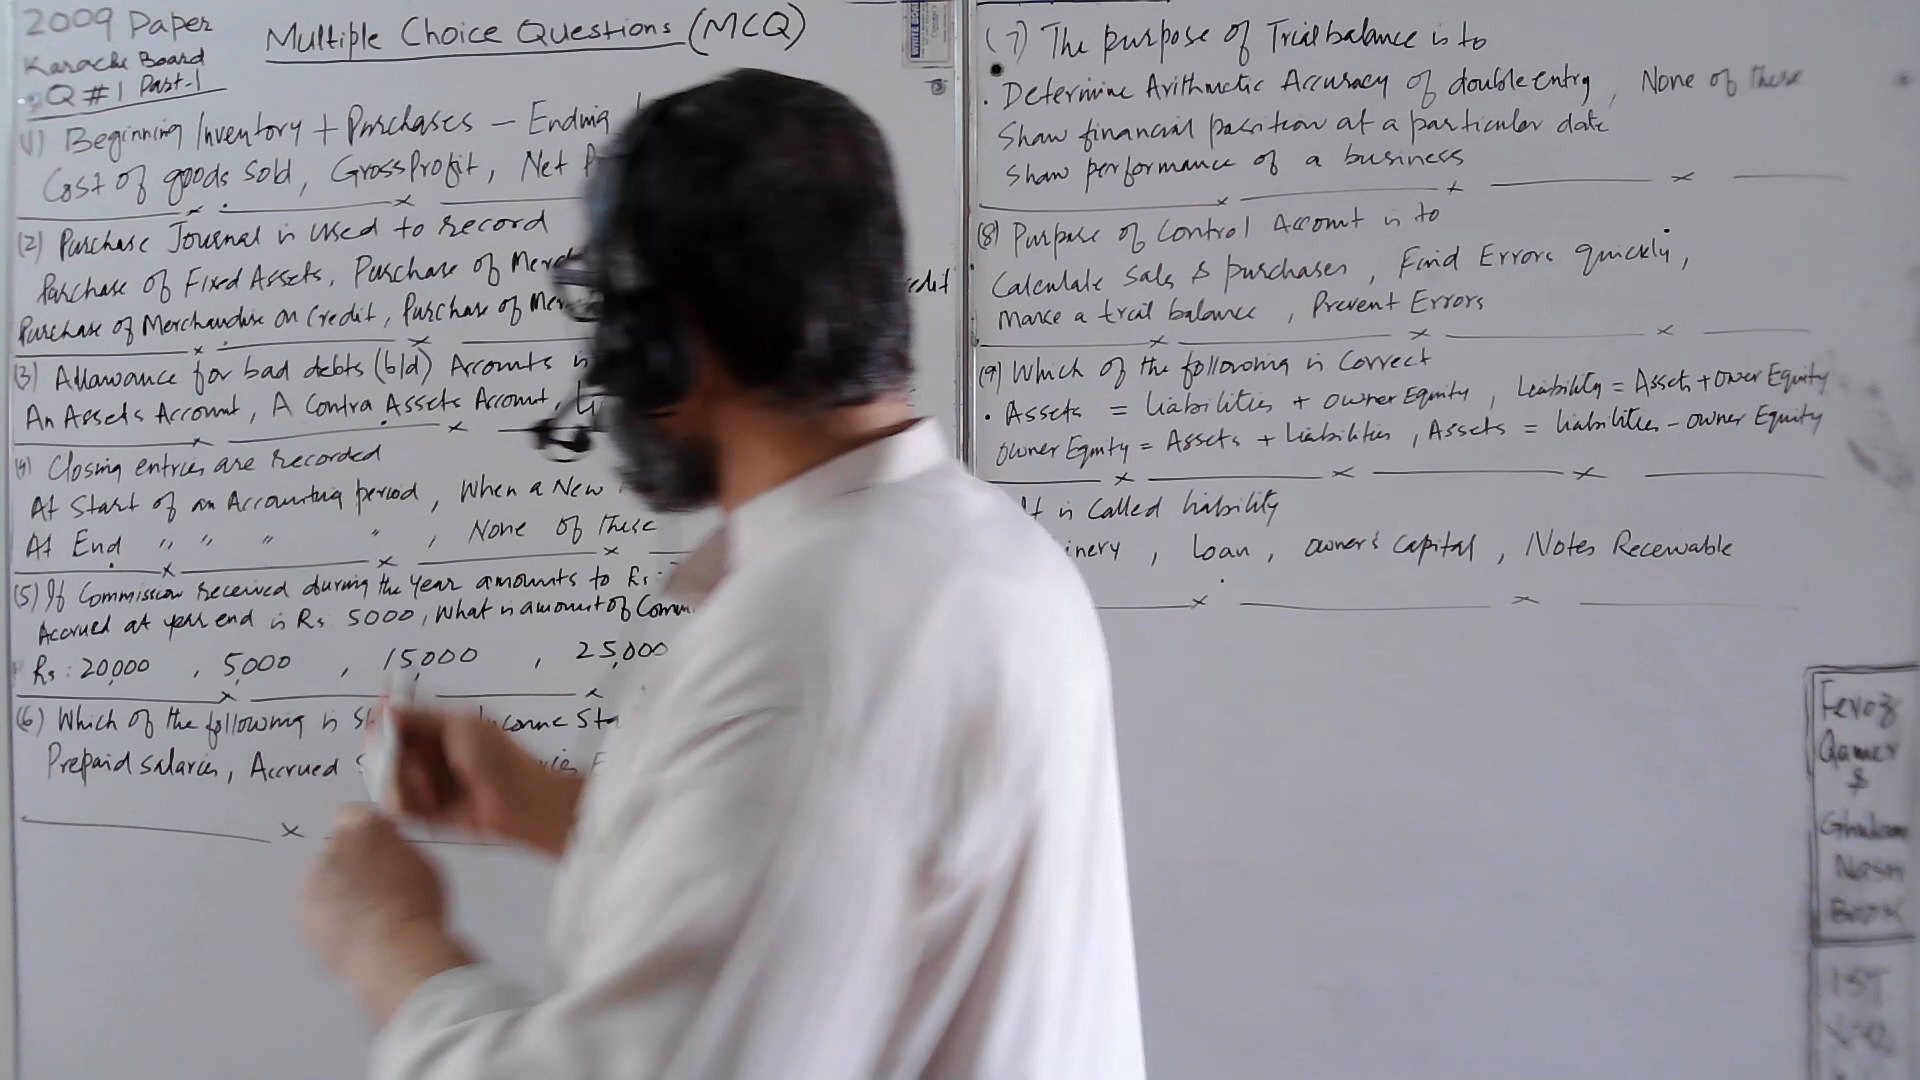 2009 Paper
Karachi Board
Q #1 Part-1
Multiple Choice Questions (MCQ)
(1) Beginning Inventory + Purchases - Ending
Cost of goods sold, Gross Profit, Net
(2) Purchase Journal is used to record
Purchase of Fixed Assets, Purchase of
Purchase of Merchandise on Credit, Purchase of
(3) Allowance for bad debts (b/d) Accounts is
An Assets Account, A Contra Assets Account,
(4) Closing entries are recorded
At Start of an Accounting period, When a New
At End " " " " , None of These
(5) If Commission received during the Year amounts to Rs:
Accrued at year end is Rs 5000, What is amount of
Rs: 20,000 , 5,000 , 15,000 , 25,000
(6) Which of the following is
Prepaid salaries, Accrued
(7) The purpose of Trial balance is to
Determine Arithmetic Accuracy of double entry, None of these
Show financial position at a particular date
Show performance of a business
(8) Purpose of Control Account is to
Calculate Sales & purchases, Find Errors quickly,
Make a trial balance, Prevent Errors
(9) Which of the following is Correct
Assets = liabilities + owner Equity, Liability = Assets + owner Equity
Owner Equity = Assets + Liabilities, Assets = liabilities - owner Equity
It is Called liability
inery, Loan, owner's Capital, Notes Receivable
Qamer
&
Ghulam
Book